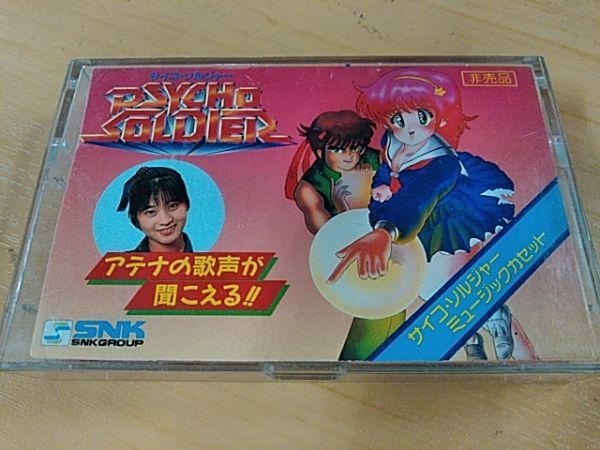 サイコ・ソルジャー
PSYCHO
SOLDIER
非売品
アテナの歌声が
聞こえる!!
サイコ・ソルジャー
ミュージックカセット
S SNK
SNK GROUP